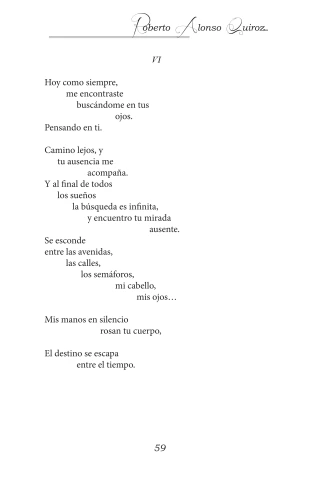 Roberto Alonso Quiroz.
VI
Hoy como siempre,
me encontraste
buscándome en tus
ojos.
Pensando en ti.
Camino lejos, y
tu ausencia me
acompaña.
Y al final de todos
los sueños
la búsqueda es infinita,
y encuentro tu mirada
ausente.
Se esconde
entre las avenidas,
las calles,
los semáforos,
mi cabello,
mis ojos…
Mis manos en silencio
rosan tu cuerpo,
El destino se escapa
entre el tiempo.
59